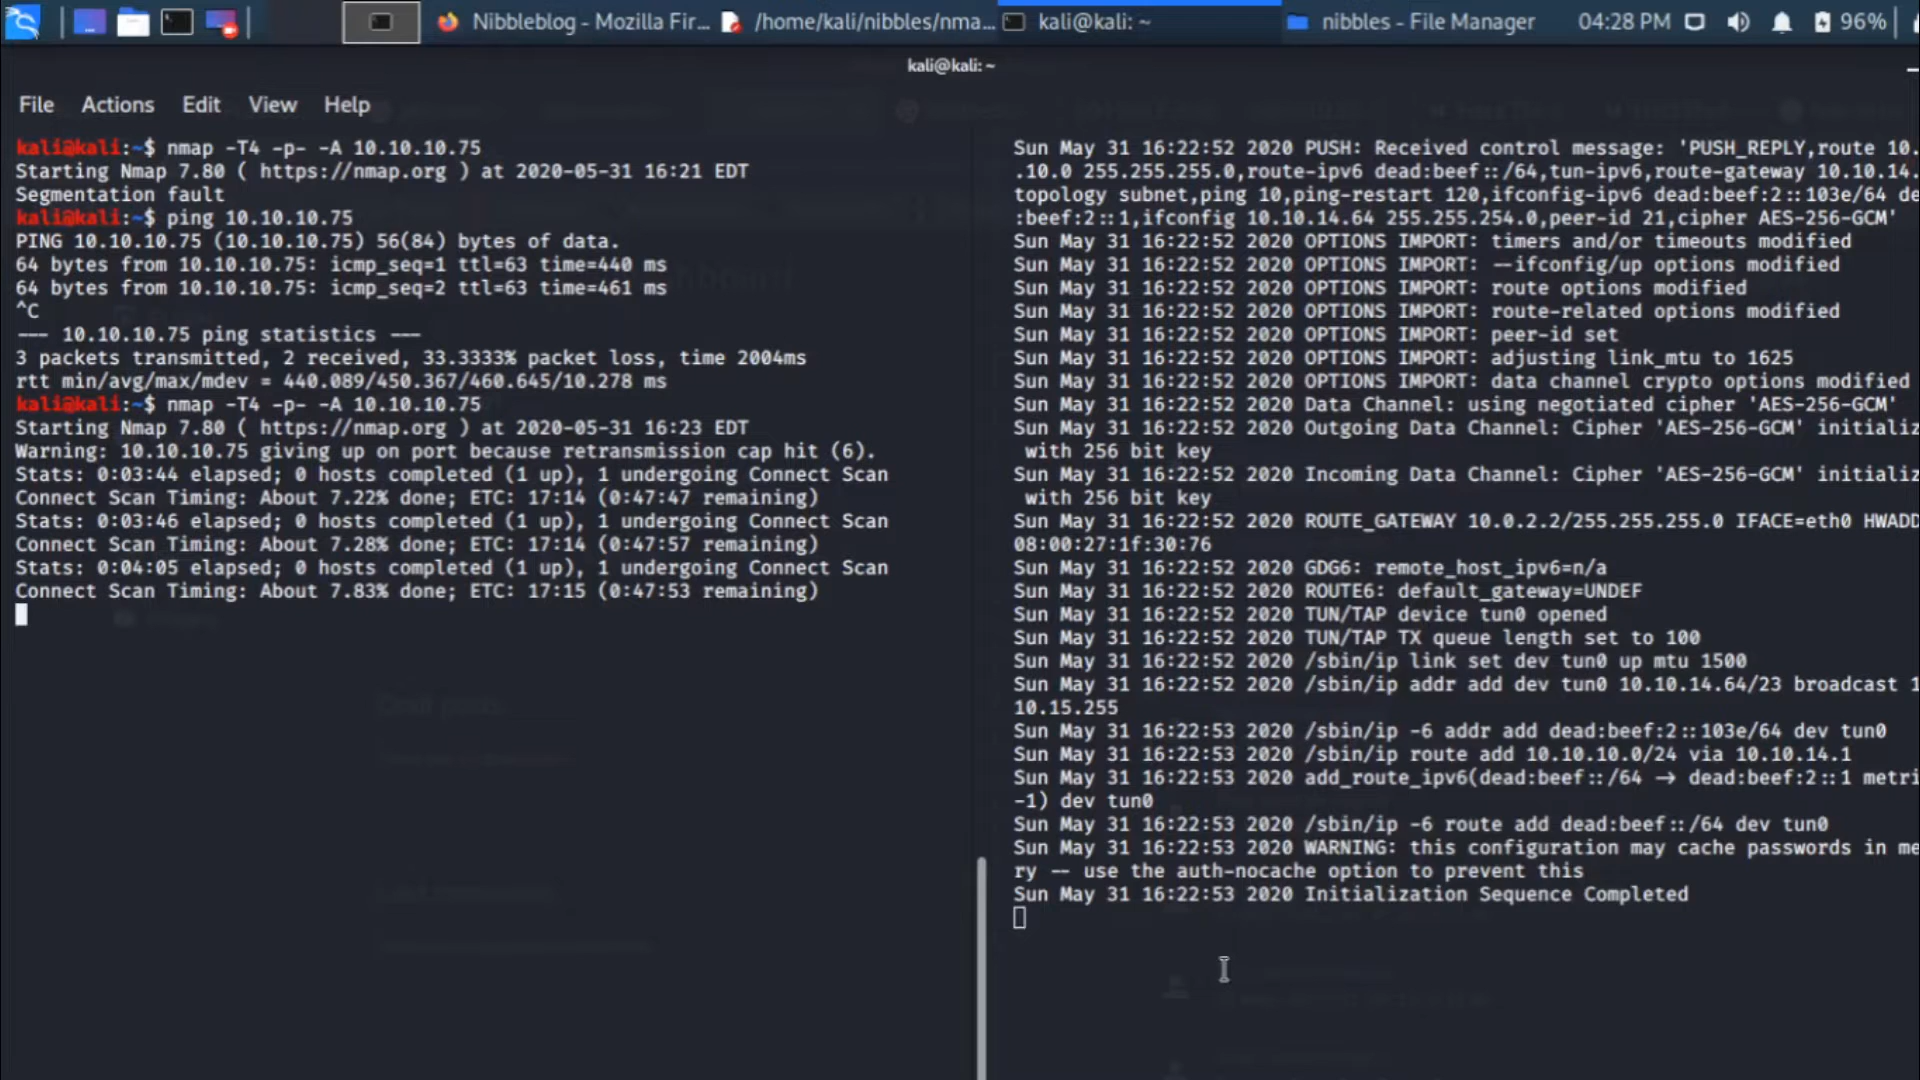 Nibbleblog - Mozilla Fir...
/home/kali/nibbles/nma...
kali@kali: ~
nibbles - File Manager
04:28 PM
96%
kali@kali: ~
File Actions Edit View Help
kali@kali:~$ nmap -T4 -p- -A 10.10.10.75
Starting Nmap 7.80 ( https://nmap.org ) at 2020-05-31 16:21 EDT
Segmentation fault
kali@kali:~$ ping 10.10.10.75
PING 10.10.10.75 (10.10.10.75) 56(84) bytes of data.
64 bytes from 10.10.10.75: icmp_seq=1 ttl=63 time=440 ms
64 bytes from 10.10.10.75: icmp_seq=2 ttl=63 time=461 ms
^C
--- 10.10.10.75 ping statistics ---
3 packets transmitted, 2 received, 33.3333% packet loss, time 2004ms
rtt min/avg/max/mdev = 440.089/450.367/460.645/10.278 ms
kali@kali:~$ nmap -T4 -p- -A 10.10.10.75
Starting Nmap 7.80 ( https://nmap.org ) at 2020-05-31 16:23 EDT
Warning: 10.10.10.75 giving up on port because retransmission cap hit (6).
Stats: 0:03:44 elapsed; 0 hosts completed (1 up), 1 undergoing Connect Scan
Connect Scan Timing: About 7.22% done; ETC: 17:14 (0:47:47 remaining)
Stats: 0:03:46 elapsed; 0 hosts completed (1 up), 1 undergoing Connect Scan
Connect Scan Timing: About 7.28% done; ETC: 17:14 (0:47:57 remaining)
Stats: 0:04:05 elapsed; 0 hosts completed (1 up), 1 undergoing Connect Scan
Connect Scan Timing: About 7.83% done; ETC: 17:15 (0:47:53 remaining)
Sun May 31 16:22:52 2020 PUSH: Received control message: 'PUSH_REPLY,route 10.
.10.0 255.255.255.0,route-ipv6 dead:beef::/64,tun-ipv6,route-gateway 10.10.14.
topology subnet,ping 10,ping-restart 120,ifconfig-ipv6 dead:beef:2::103e/64 de
:beef:2::1,ifconfig 10.10.14.64 255.255.254.0,peer-id 21,cipher AES-256-GCM'
Sun May 31 16:22:52 2020 OPTIONS IMPORT: timers and/or timeouts modified
Sun May 31 16:22:52 2020 OPTIONS IMPORT: --ifconfig/up options modified
Sun May 31 16:22:52 2020 OPTIONS IMPORT: route options modified
Sun May 31 16:22:52 2020 OPTIONS IMPORT: route-related options modified
Sun May 31 16:22:52 2020 OPTIONS IMPORT: peer-id set
Sun May 31 16:22:52 2020 OPTIONS IMPORT: adjusting link_mtu to 1625
Sun May 31 16:22:52 2020 OPTIONS IMPORT: data channel crypto options modified
Sun May 31 16:22:52 2020 Data Channel: using negotiated cipher 'AES-256-GCM'
Sun May 31 16:22:52 2020 Outgoing Data Channel: Cipher 'AES-256-GCM' initializ
with 256 bit key
Sun May 31 16:22:52 2020 Incoming Data Channel: Cipher 'AES-256-GCM' initializ
with 256 bit key
Sun May 31 16:22:52 2020 ROUTE_GATEWAY 10.0.2.2/255.255.255.0 IFACE=eth0 HWADD
08:00:27:1f:30:76
Sun May 31 16:22:52 2020 GDG6: remote_host_ipv6=n/a
Sun May 31 16:22:52 2020 ROUTE6: default_gateway=UNDEF
Sun May 31 16:22:52 2020 TUN/TAP device tun0 opened
Sun May 31 16:22:52 2020 TUN/TAP TX queue length set to 100
Sun May 31 16:22:52 2020 /sbin/ip link set dev tun0 up mtu 1500
Sun May 31 16:22:52 2020 /sbin/ip addr add dev tun0 10.10.14.64/23 broadcast 1
10.15.255
Sun May 31 16:22:53 2020 /sbin/ip -6 addr add dead:beef:2::103e/64 dev tun0
Sun May 31 16:22:53 2020 /sbin/ip route add 10.10.10.0/24 via 10.10.14.1
Sun May 31 16:22:53 2020 add_route_ipv6(dead:beef::/64 → dead:beef:2::1 metri
-1) dev tun0
Sun May 31 16:22:53 2020 /sbin/ip -6 route add dead:beef::/64 dev tun0
Sun May 31 16:22:53 2020 WARNING: this configuration may cache passwords in me
ry -- use the auth-nocache option to prevent this
Sun May 31 16:22:53 2020 Initialization Sequence Completed